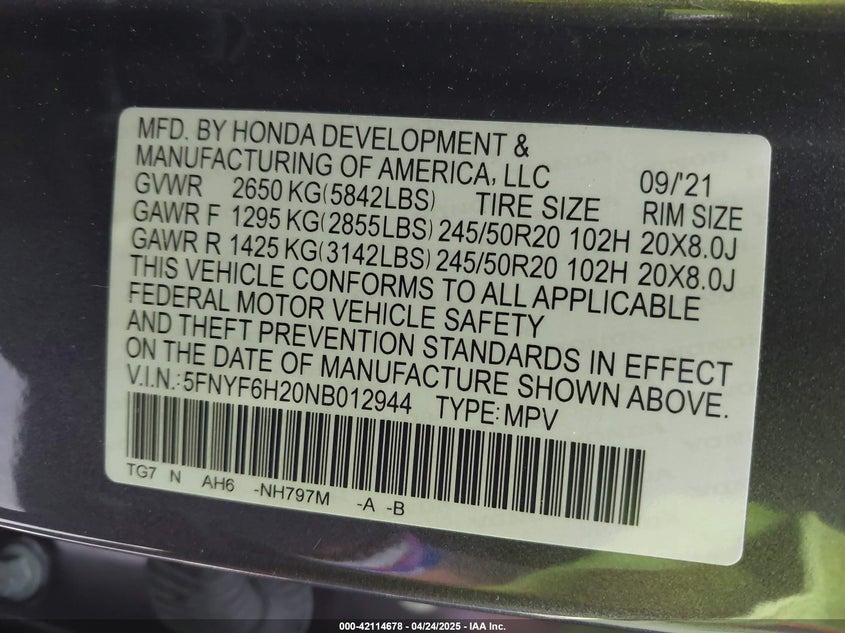 MFD. BY HONDA DEVELOPMENT &
MANUFACTURING OF AMERICA, LLC 09/'21
GVWR 2650 KG(5842LBS) TIRE SIZE RIM SIZE
GAWR F 1295 KG(2855LBS) 245/50R20 102H 20X8.0J
GAWR R 1425 KG(3142LBS) 245/50R20 102H 20X8.0J
THIS VEHICLE CONFORMS TO ALL APPLICABLE
FEDERAL MOTOR VEHICLE SAFETY
AND THEFT PREVENTION STANDARDS IN EFFECT
ON THE DATE OF MANUFACTURE SHOWN ABOVE.
V.I.N.:5FNYF6H20NB012944 TYPE:MPV
TG7 N AH6 -NH797M -A -B
000-42114678 - 04/24/2025 - IAA Inc.